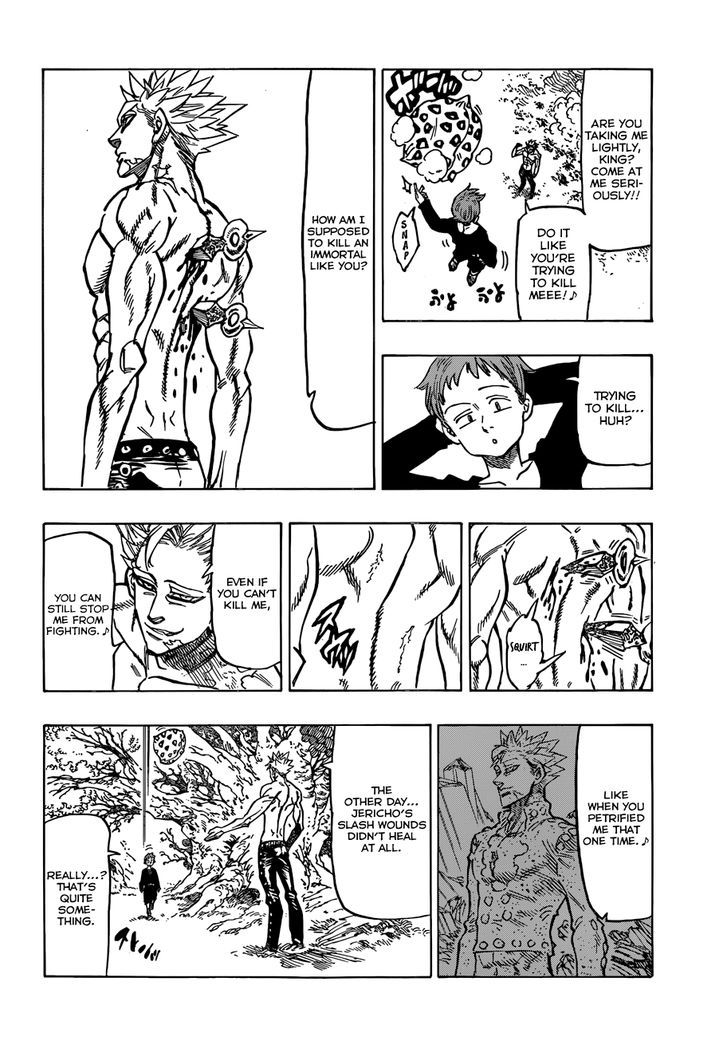 ARE YOU
TAKING ME
LIGHTLY,
KING?
COME AT
ME SERI-
OUSLY!!
DO IT
LIKE
YOU'RE
TRYING
TO KILL
MEEE!♪
SNAP
TRYING
TO KILL...
HUH?
HOW AM I
SUPPOSED
TO KILL AN
IMMORTAL
LIKE YOU?
SQUIRT
...
EVEN IF
YOU CAN'T
KILL ME,
YOU CAN
STILL STOP
ME FROM
FIGHTING.♪
LIKE
WHEN YOU
PETRIFIED
ME THAT
ONE TIME.♪
THE
OTHER DAY...
JERICHO'S
SLASH WOUNDS
DIDN'T HEAL
AT ALL.
REALLY...?
THAT'S
QUITE
SOME-
THING.